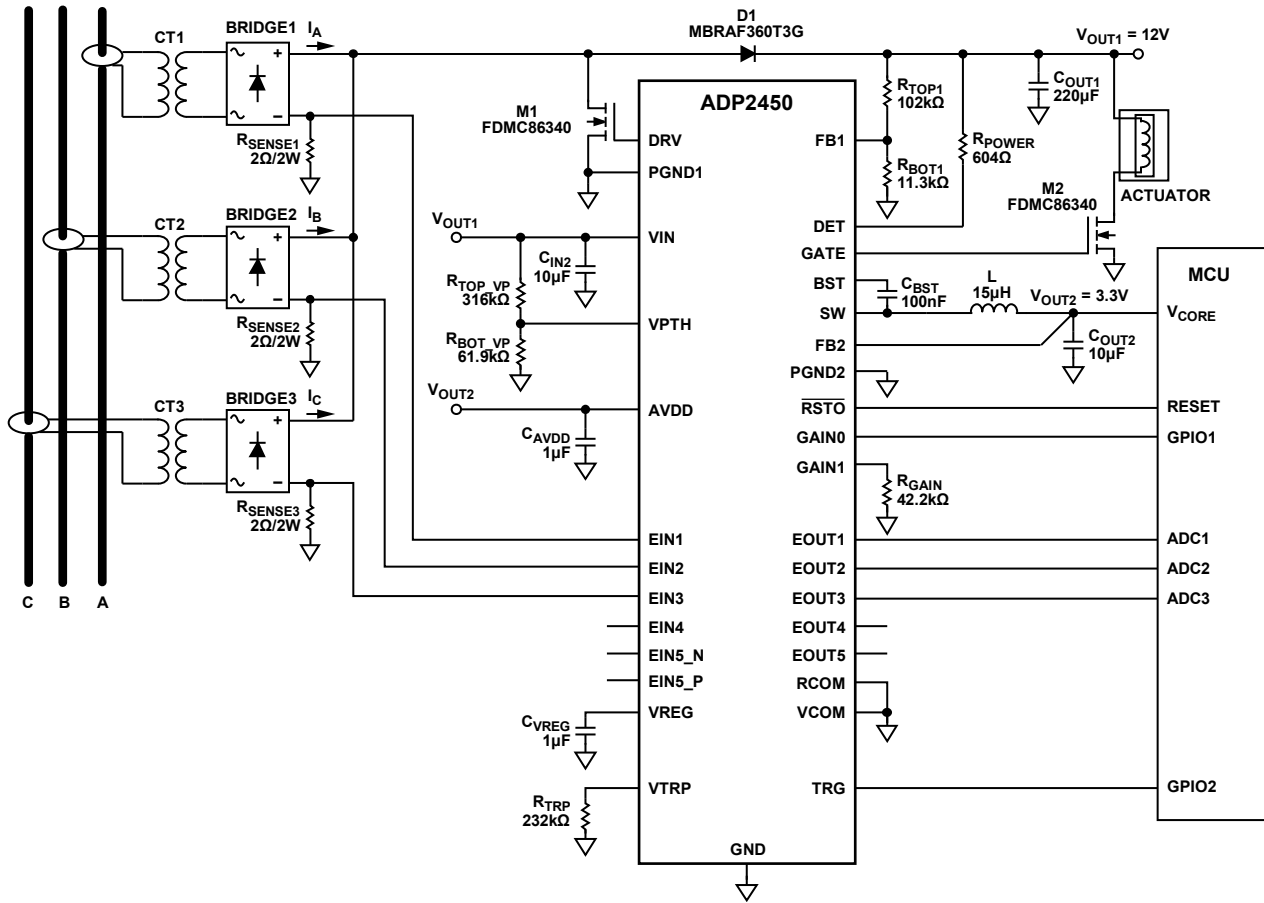 D1
MBRAF360T3G
CT1
BRIDGE1
IA
VOUT1 = 12V
+
−
COUT1
220µF
RTOP1
102kΩ
ADP2450
M1
FDMC86340
DRV
FB1
RPOWER
604Ω
RSENSE1
2Ω/2W
PGND1
RBOT1
11.3kΩ
ACTUATOR
M2
FDMC86340
CT2
BRIDGE2
IB
+
−
VOUT1
VIN
DET
GATE
CIN2
10µF
RTOP_VP
316kΩ
BST
CBST
100nF
L
15µH
VOUT2 = 3.3V
MCU
SW
VCORE
RSENSE2
2Ω/2W
VPTH
RBOT_VP
61.9kΩ
FB2
COUT2
10µF
PGND2
CT3
BRIDGE3
IC
+
−
VOUT2
AVDD
RSTO
RESET
GAIN0
GPIO1
CAVDD
1µF
GAIN1
RGAIN
42.2kΩ
RSENSE3
2Ω/2W
EIN1
EOUT1
ADC1
EIN2
EOUT2
ADC2
EIN3
EOUT3
ADC3
C B A
EIN4
EOUT4
EIN5_N
EOUT5
EIN5_P
RCOM
CVREG
1µF
VREG
VCOM
RTRP
232kΩ
VTRP
TRG
GPIO2
GND